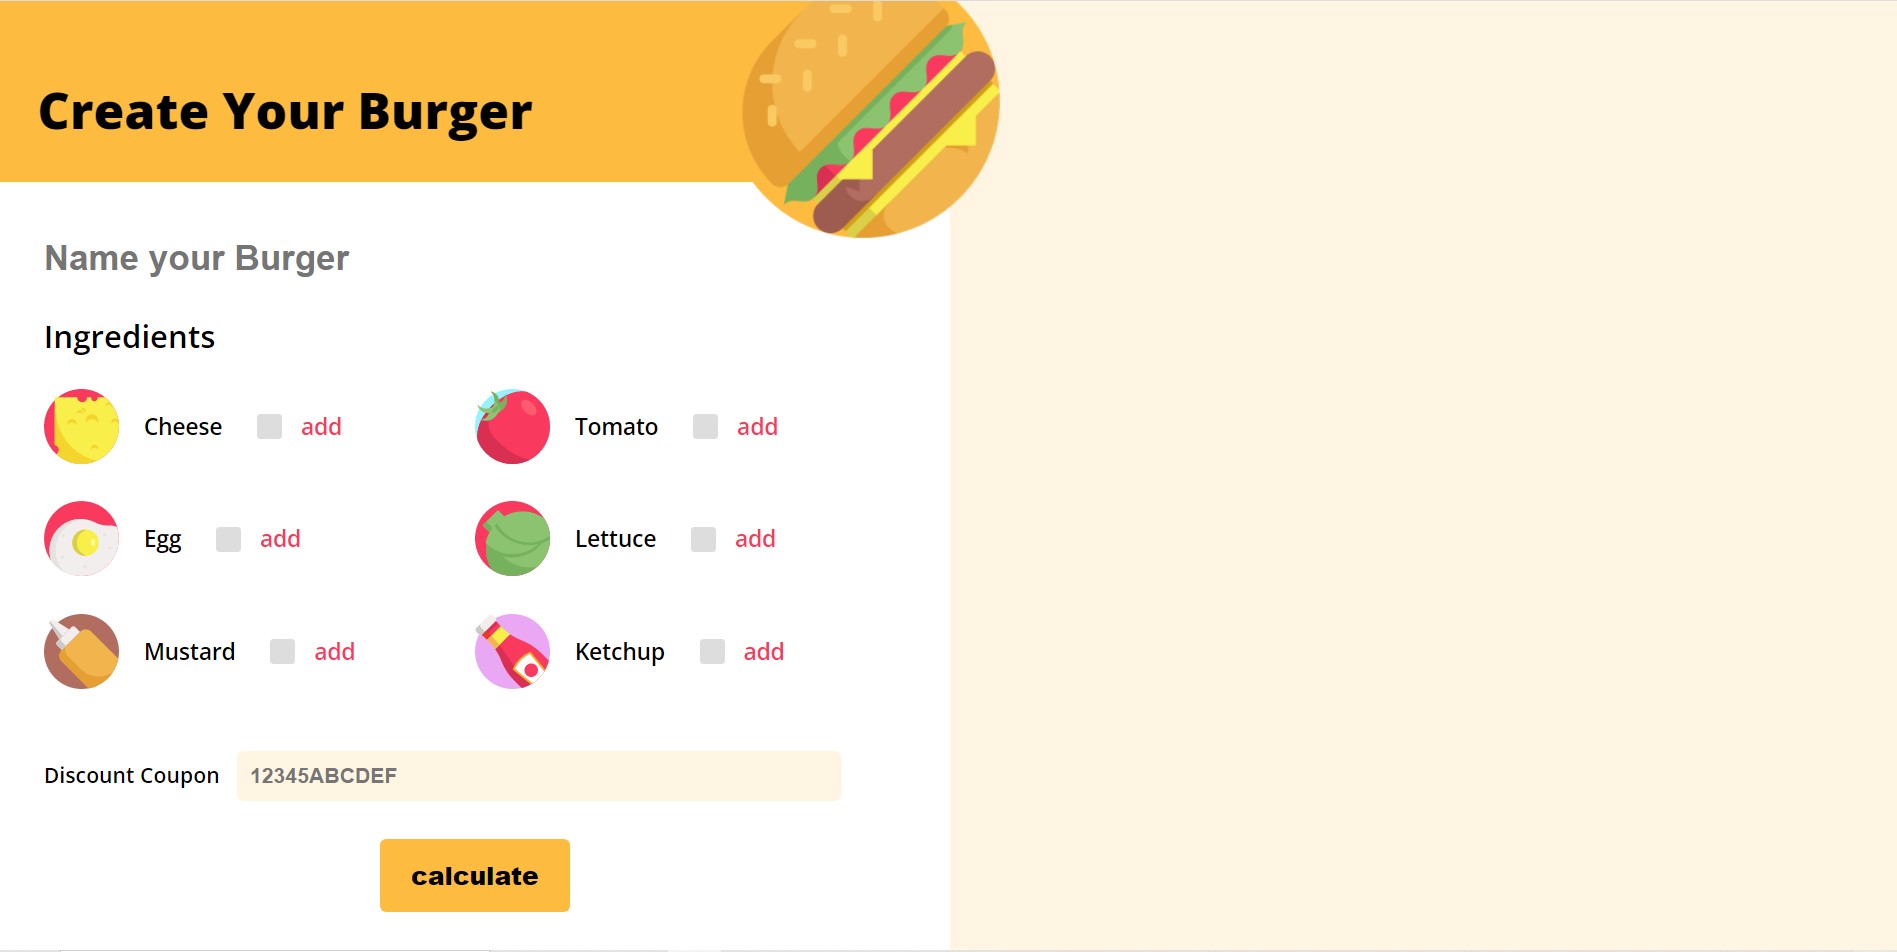 Create Your Burger
Name your Burger
Ingredients
Cheese add Tomato add
Egg add Lettuce add
Mustard add Ketchup add
Discount Coupon 12345ABCDEF
calculate